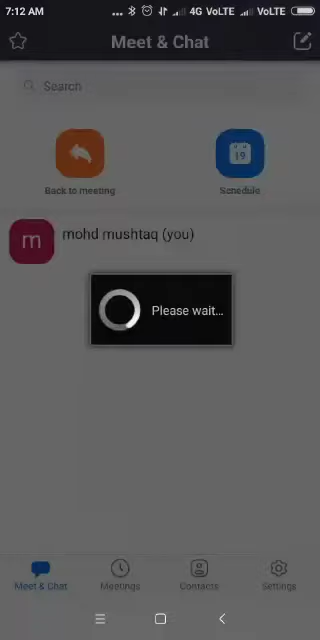 7:12 AM ... 4G VoLTE VoLTE
Meet & Chat
Search
19
Back to meeting Schedule
m mohd mushtaq (you)
Please wait...
Meet & Chat Meetings Contacts Settings